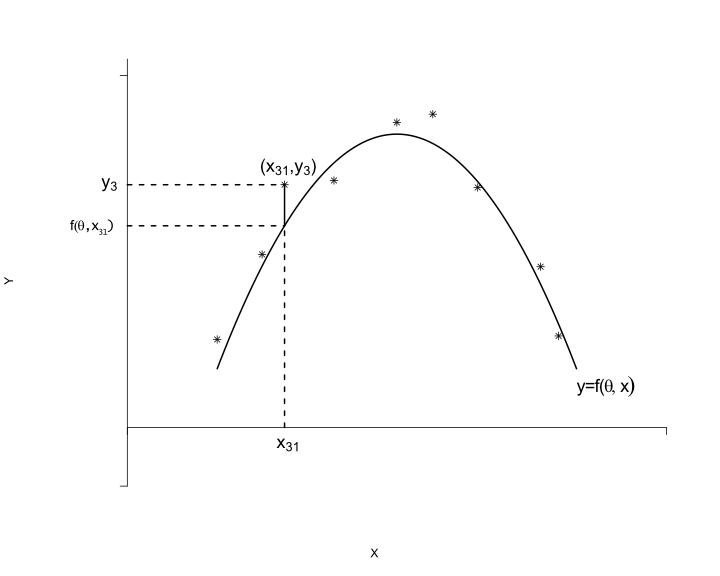 (x₃₁,y₃)
y₃
f(θ,x₃₁)
Y
y=f(θ, x)
x₃₁
X